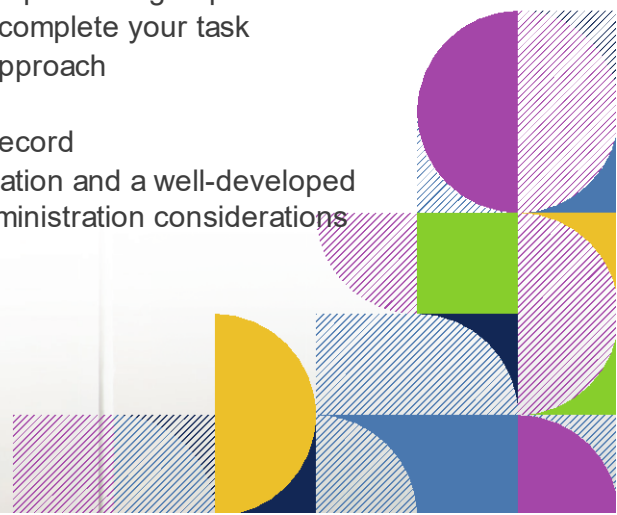 complete your task
pproach
ecord
ation and a well-developed
ministration considerations